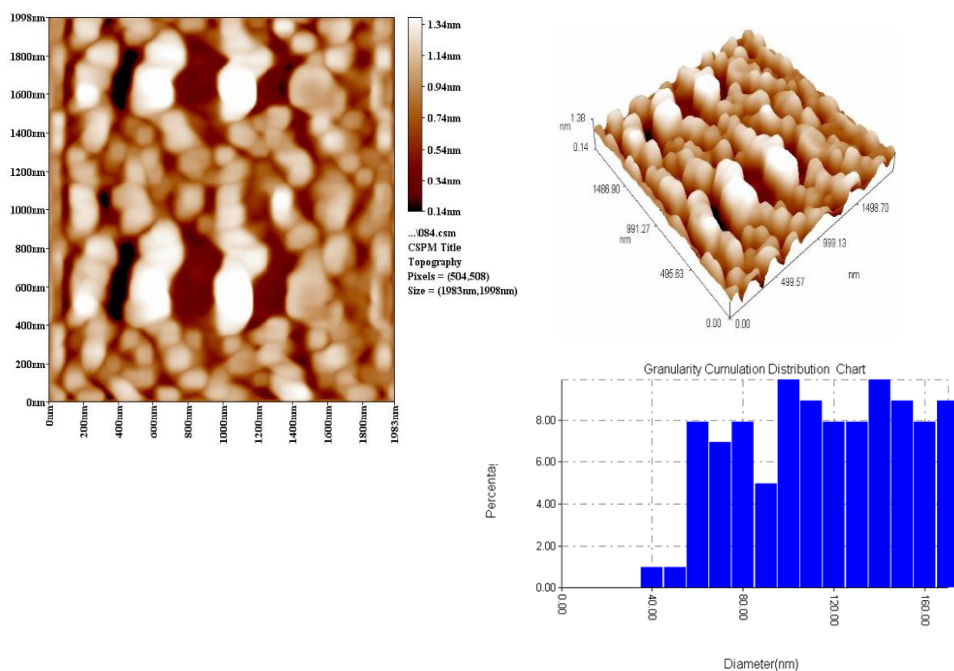 1998nm
1800nm
1600nm
1400nm
1200nm
1000nm
800nm
600nm
400nm
200nm
0nm
0nm
200nm
400nm
600nm
800nm
1000nm
1200nm
1400nm
1600nm
1800nm
1983nm
1.34nm
1.14nm
0.94nm
0.74nm
0.54nm
0.34nm
0.14nm
...\084.csm
CSPM Title
Topography
Pixels = (504,508)
Size = (1983nm,1998nm)
1.38
nm
0.14
1486.90
991.27
nm
495.63
0.00
0.00
499.57
999.13
nm
1498.70
Granularity Cumulation Distribution Chart
8.00
6.00
4.00
2.00
0.00
Percentag
0.00
40.00
80.00
120.00
160.00
Diameter(nm)